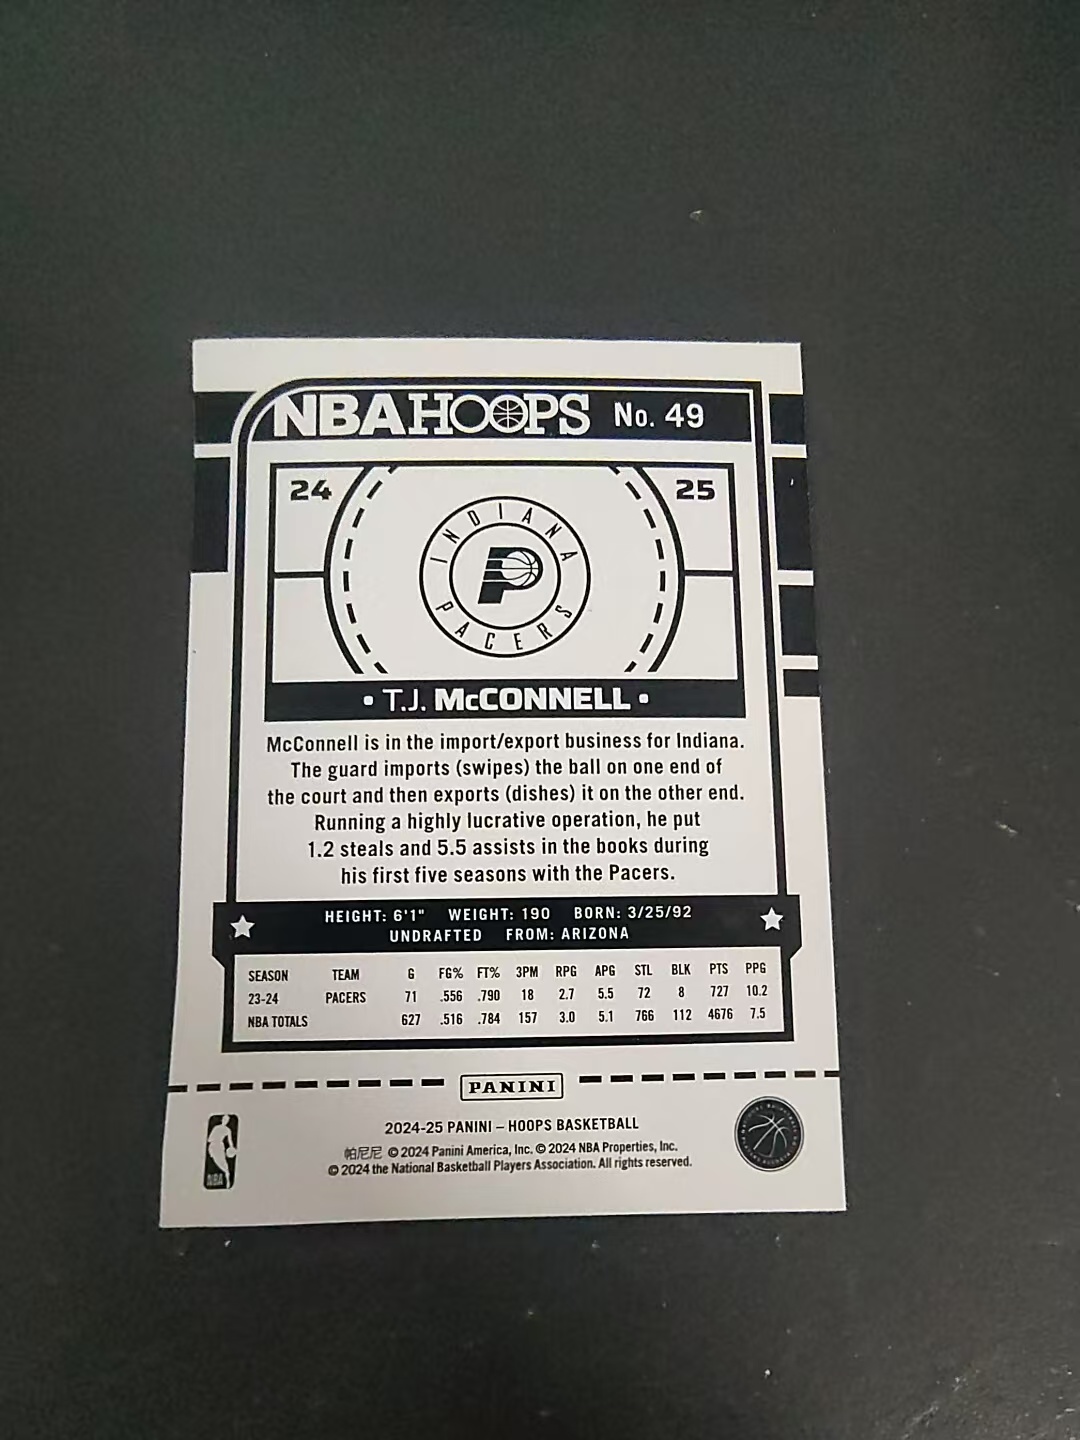 NBA HOOPS No. 49
24 25
INDIANA
PACERS
• T.J. McCONNELL •
McConnell is in the import/export business for Indiana.
The guard imports (swipes) the ball on one end of
the court and then exports (dishes) it on the other end.
Running a highly lucrative operation, he put
1.2 steals and 5.5 assists in the books during
his first five seasons with the Pacers.
HEIGHT: 6'1" WEIGHT: 190 BORN: 3/25/92
UNDRAFTED FROM: ARIZONA
SEASON TEAM G FG% FT% 3PM RPG APG STL BLK PTS PPG
23-24 PACERS 71 .556 .790 18 2.7 5.5 72 8 727 10.2
NBA TOTALS 627 .516 .784 157 3.0 5.1 766 112 4676 7.5
PANINI
2024-25 PANINI – HOOPS BASKETBALL
帕尼尼 © 2024 Panini America, Inc. © 2024 NBA Properties, Inc.
© 2024 the National Basketball Players Association. All rights reserved.
NBA